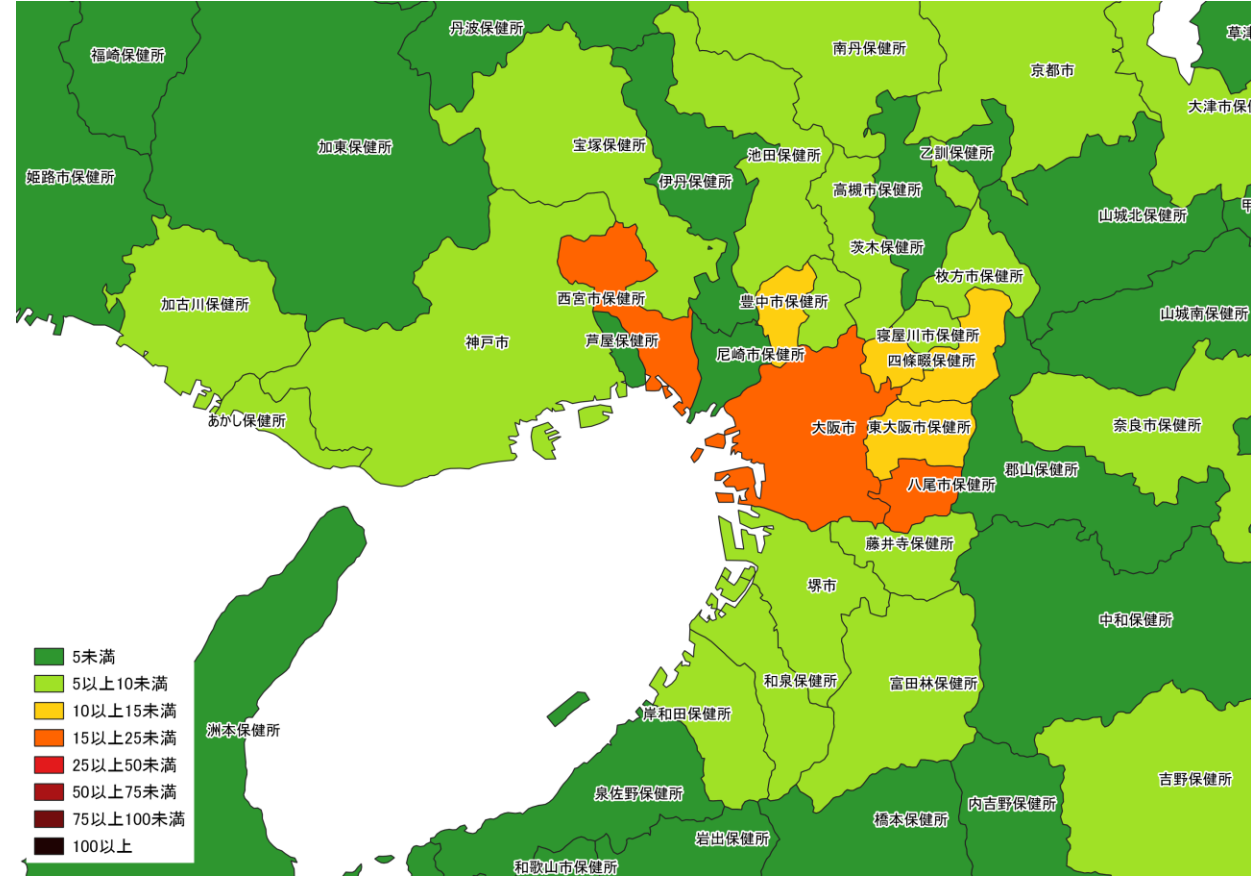 丹波保健所
草津
福崎保健所
南丹保健所
京都市
大津市保健
加東保健所
宝塚保健所
池田保健所
乙訓保健所
姫路市保健所
伊丹保健所
高槻市保健所
山城北保健所
甲
茨木保健所
枚方市保健所
加古川保健所
西宮市保健所
豊中市保健所
山城南保健所
神戸市
芦屋保健所
尼崎市保健所
寝屋川市保健所
四條畷保健所
あかし保健所
大阪市
東大阪市保健所
奈良市保健所
郡山保健所
八尾市保健所
藤井寺保健所
堺市
中和保健所
和泉保健所
富田林保健所
岸和田保健所
洲本保健所
吉野保健所
泉佐野保健所
内吉野保健所
橋本保健所
岩出保健所
和歌山市保健所
5未満
5以上10未満
10以上15未満
15以上25未満
25以上50未満
50以上75未満
75以上100未満
100以上